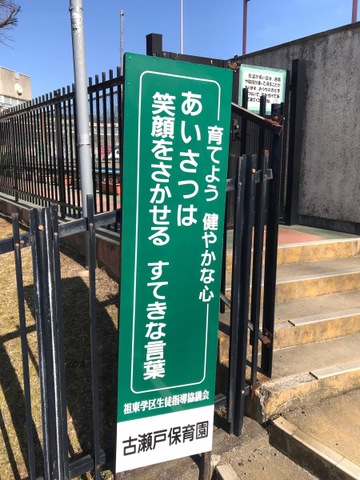 育てよう 健やかな心
あいさつは
笑顔をさかせる すてきな言葉
祖東学区生徒指導協議会
古瀬戸保育園